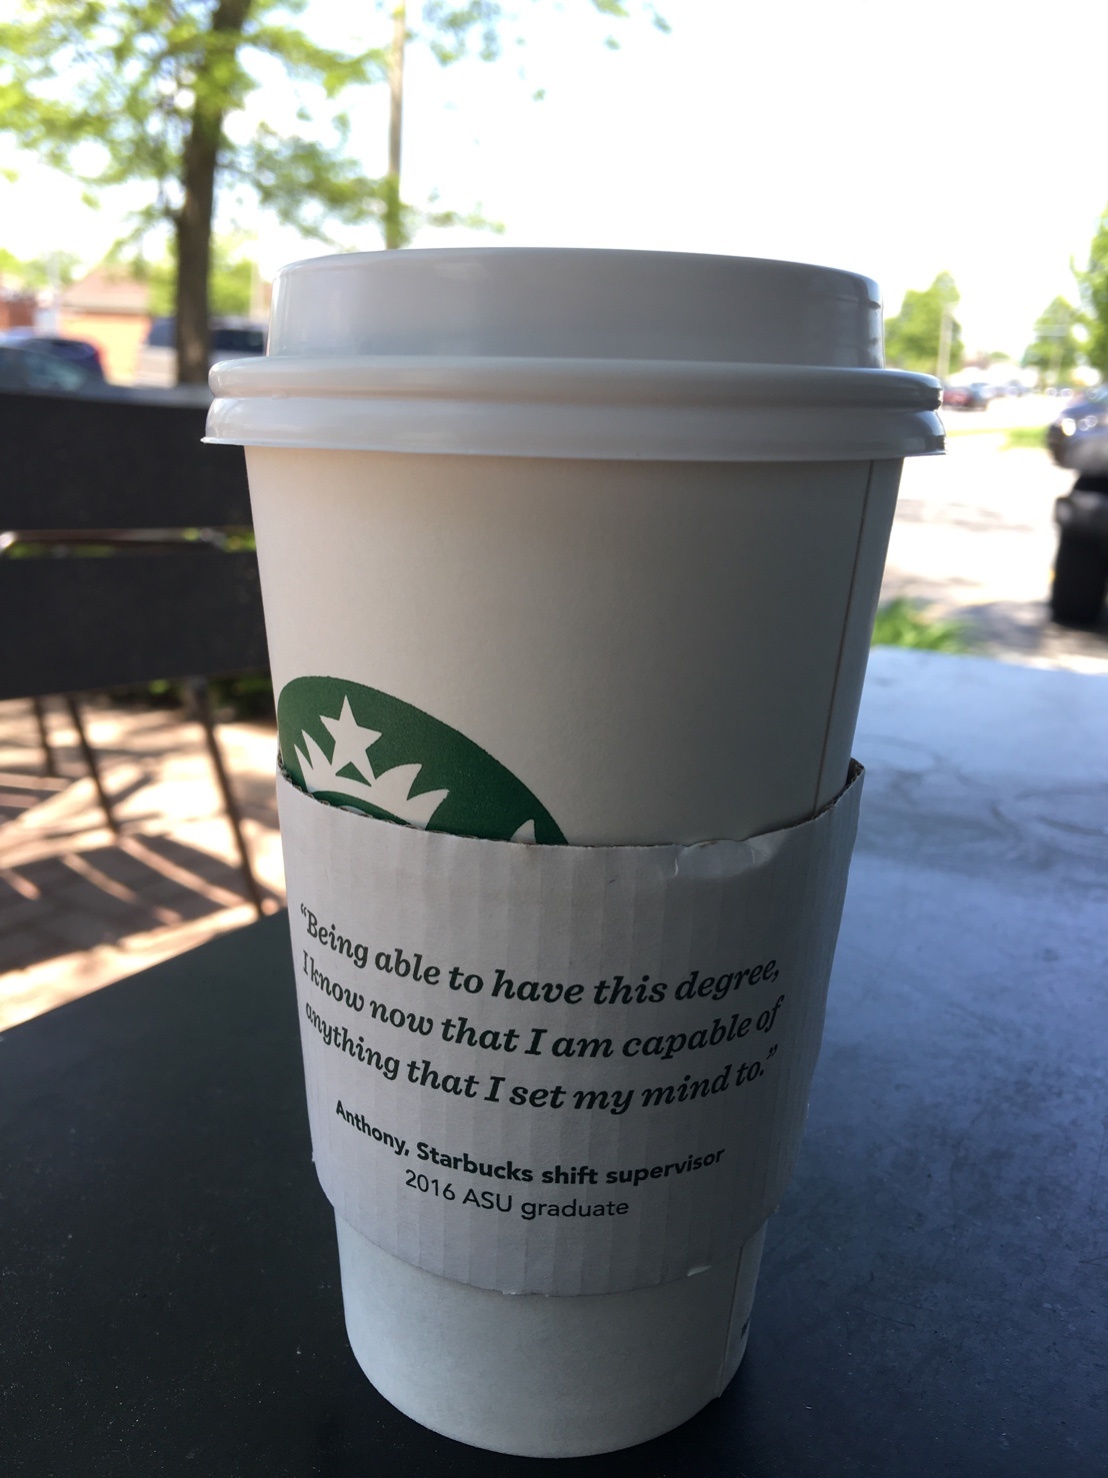 “Being able to have this degree,
I know now that I am capable of
anything that I set my mind to.”
Anthony, Starbucks shift supervisor
2016 ASU graduate